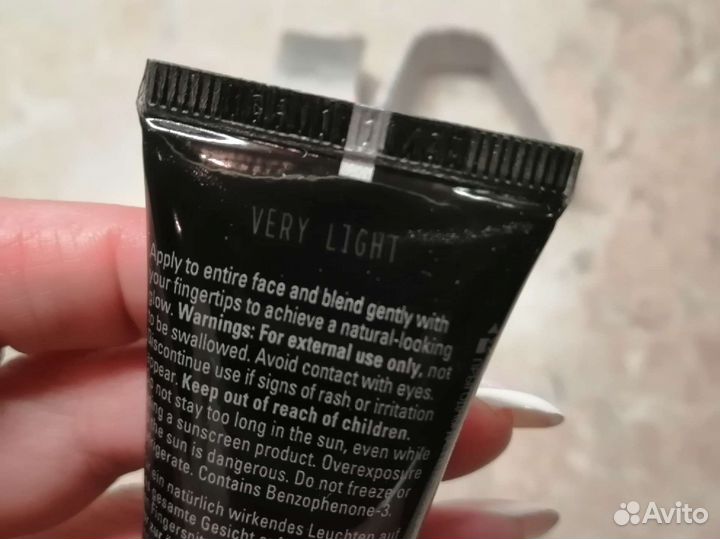 VERY LIGHT
Apply to entire face and blend gently with
your fingertips to achieve a natural-looking
glow. Warnings: For external use only, not
to be swallowed. Avoid contact with eyes.
Discontinue use if signs of rash or irritation
appear. Keep out of reach of children.
not stay too long in the sun, even while
a sunscreen product. Overexposure
the sun is dangerous. Do not freeze or
Contains Benzophenone-3.
ein natürlich wirkendes Leuchten auf
gesamte Gesicht
Avito